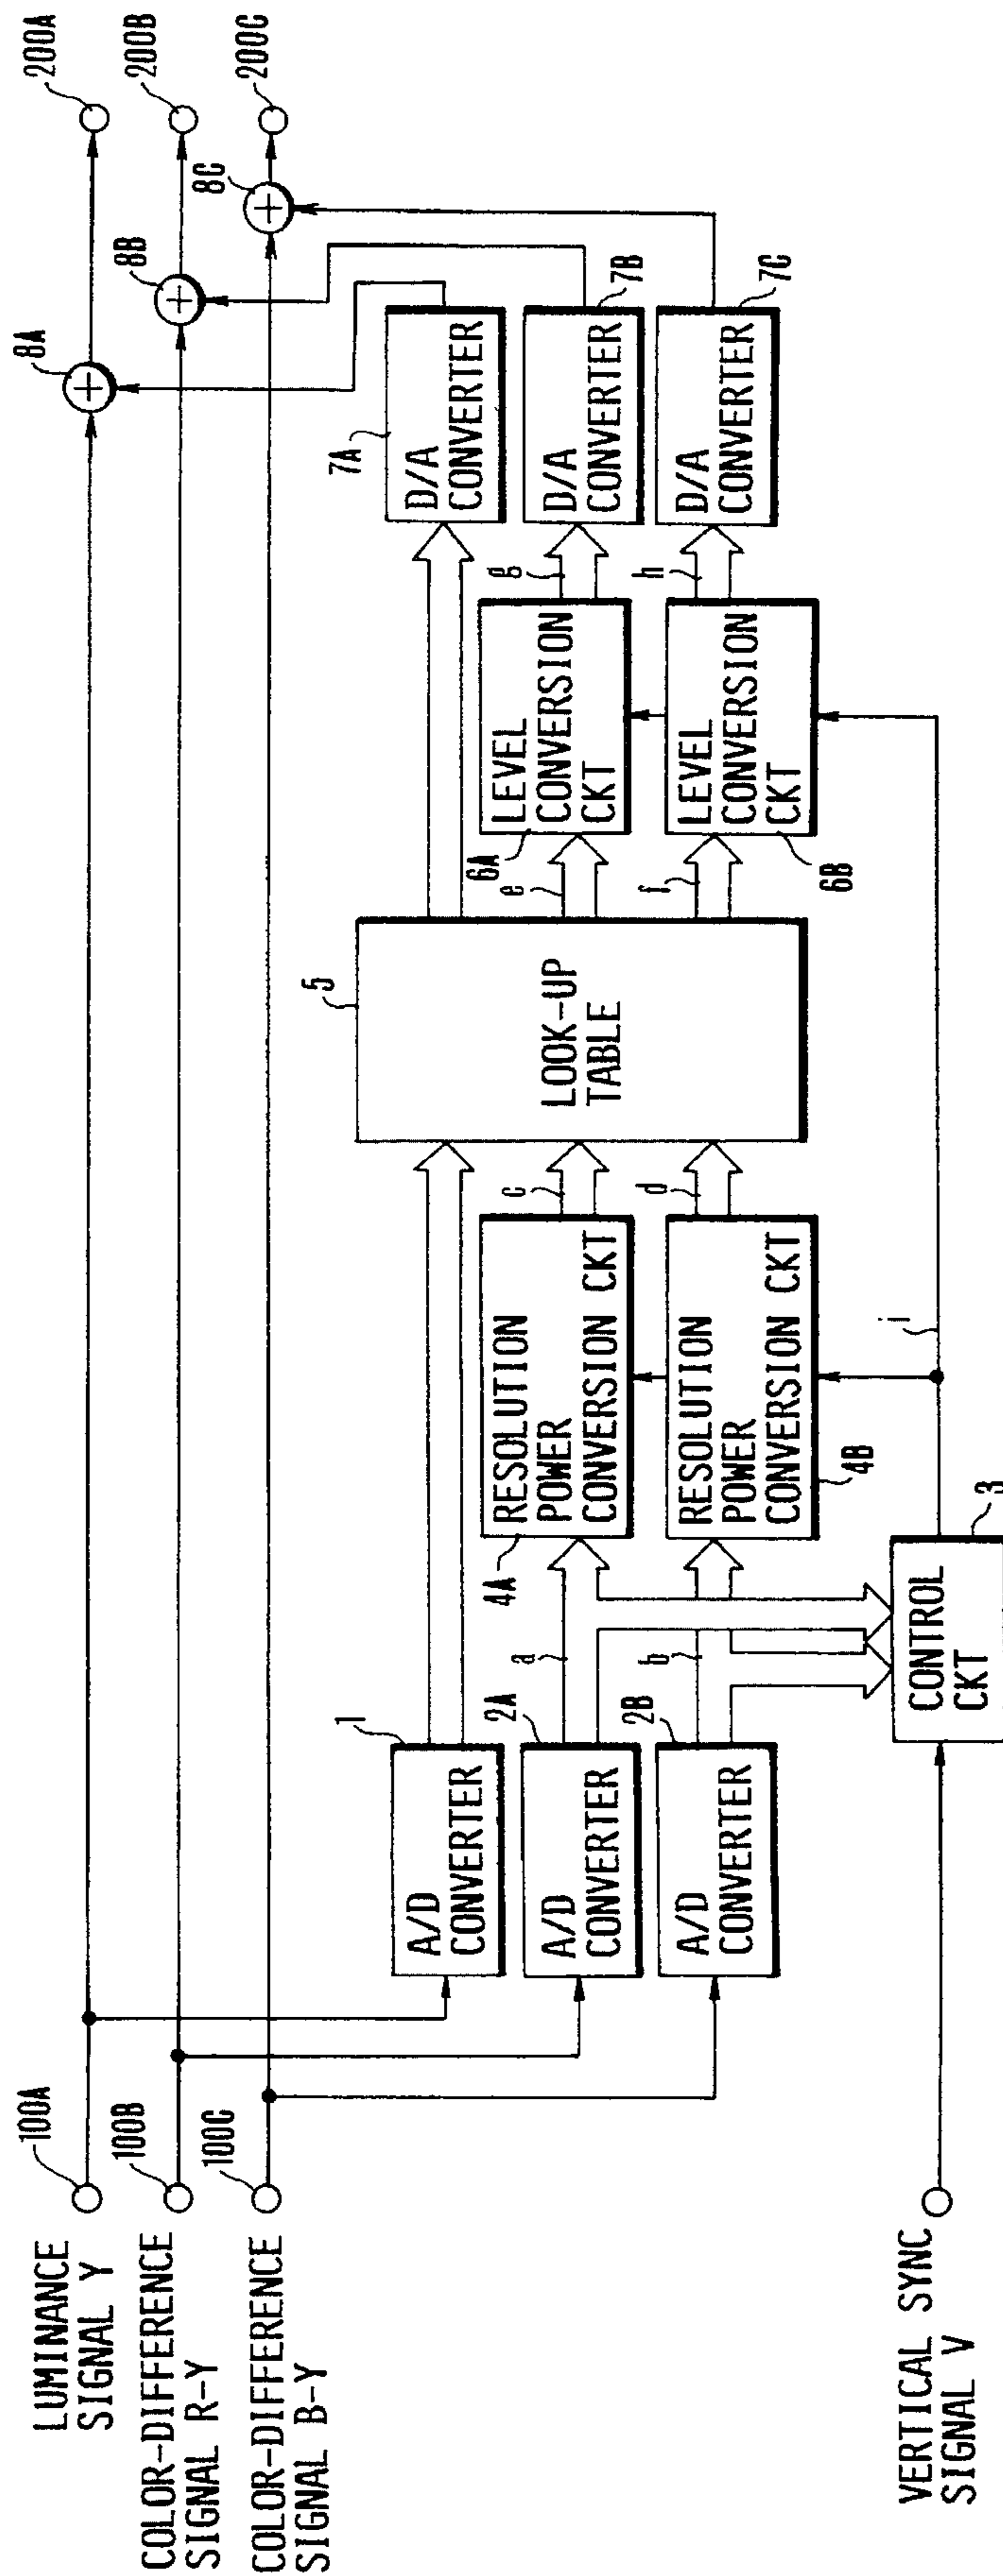 LUMINANCE
SIGNAL Y
100A
8A
200A
COLOR-DIFFERENCE
SIGNAL R-Y
100B
8B
200B
COLOR-DIFFERENCE
SIGNAL B-Y
100C
8C
200C
A/D
CONVERTER
1
A/D
CONVERTER
2A
A/D
CONVERTER
2B
a
b
RESOLUTION
POWER
CONVERSION CKT
4A
RESOLUTION
POWER
CONVERSION CKT
4B
c
d
LOOK-UP
TABLE
5
e
f
LEVEL
CONVERSION
CKT
6A
LEVEL
CONVERSION
CKT
6B
g
h
D/A
CONVERTER
7A
D/A
CONVERTER
7B
D/A
CONVERTER
7C
VERTICAL SYNC
SIGNAL V
CONTROL
CKT
3
i